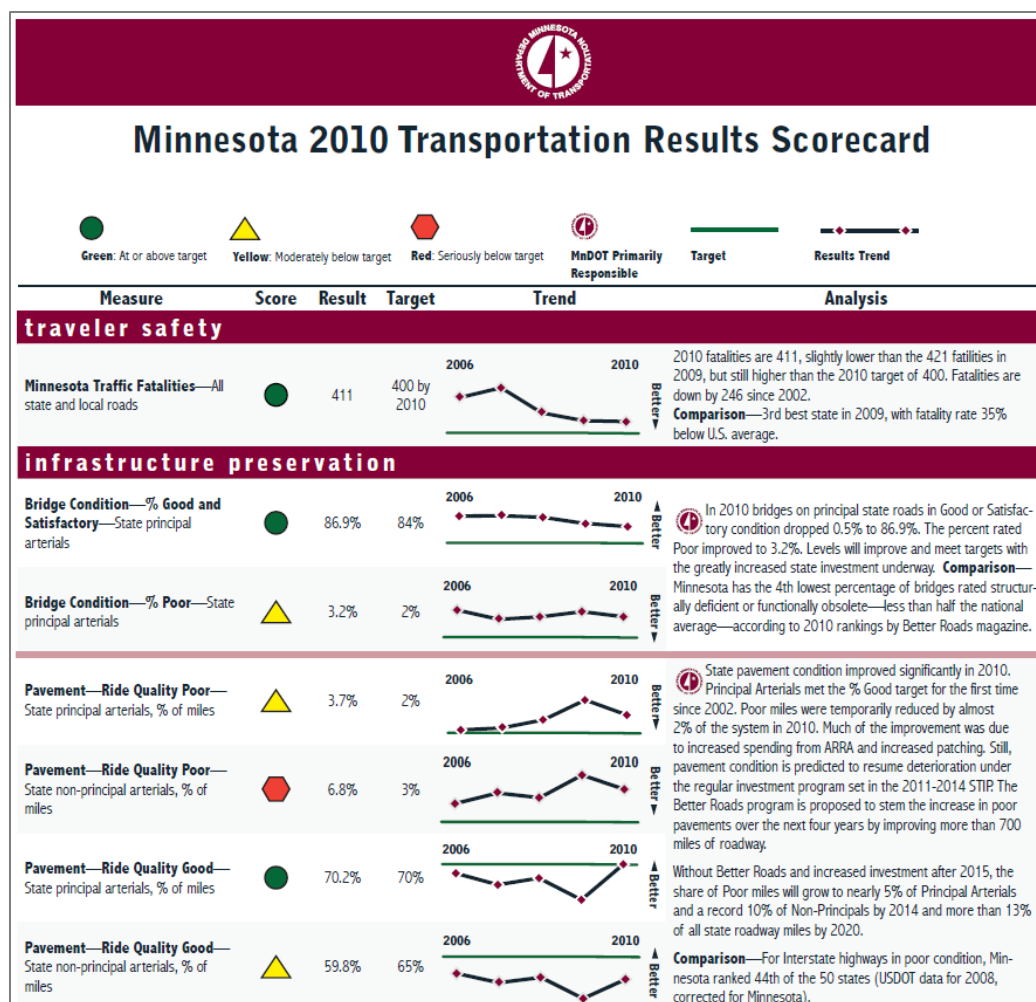 MINNESOTA DEPARTMENT OF TRANSPORTATION
Minnesota 2010 Transportation Results Scorecard
Green: At or above target
Yellow: Moderately below target
Red: Seriously below target
MnDOT Primarily
Responsible
Target
Results Trend
Measure Score Result Target Trend Analysis
traveler safety
Minnesota Traffic Fatalities—All
state and local roads
411
400 by
2010
2006 2010
Better
2010 fatalities are 411, slightly lower than the 421 fatilities in
2009, but still higher than the 2010 target of 400. Fatalities are
down by 246 since 2002.
Comparison—3rd best state in 2009, with fatality rate 35%
below U.S. average.
infrastructure preservation
Bridge Condition—% Good and
Satisfactory—State principal
arterials
86.9%
84%
2006 2010
Better
Bridge Condition—% Poor—State
principal arterials
3.2%
2%
2006 2010
Better
In 2010 bridges on principal state roads in Good or Satisfac-
tory condition dropped 0.5% to 86.9%. The percent rated
Poor improved to 3.2%. Levels will improve and meet targets with
the greatly increased state investment underway. Comparison—
Minnesota has the 4th lowest percentage of bridges rated structur-
ally deficient or functionally obsolete—less than half the national
average—according to 2010 rankings by Better Roads magazine.
Pavement—Ride Quality Poor—
State principal arterials, % of miles
3.7%
2%
2006 2010
Better
Pavement—Ride Quality Poor—
State non-principal arterials, % of
miles
6.8%
3%
2006 2010
Better
Pavement—Ride Quality Good—
State principal arterials, % of miles
70.2%
70%
2006 2010
Better
Pavement—Ride Quality Good—
State non-principal arterials, % of
miles
59.8%
65%
2006 2010
Better
State pavement condition improved significantly in 2010.
Principal Arterials met the % Good target for the first time
since 2002. Poor miles were temporarily reduced by almost
2% of the system in 2010. Much of the improvement was due
to increased spending from ARRA and increased patching. Still,
pavement condition is predicted to resume deterioration under
the regular investment program set in the 2011-2014 STIP. The
Better Roads program is proposed to stem the increase in poor
pavements over the next four years by improving more than 700
miles of roadway.
Without Better Roads and increased investment after 2015, the
share of Poor miles will grow to nearly 5% of Principal Arterials
and a record 10% of Non-Principals by 2014 and more than 13%
of all state roadway miles by 2020.
Comparison—For Interstate highways in poor condition, Min-
nesota ranked 44th of the 50 states (USDOT data for 2008,
corrected for Minnesota).